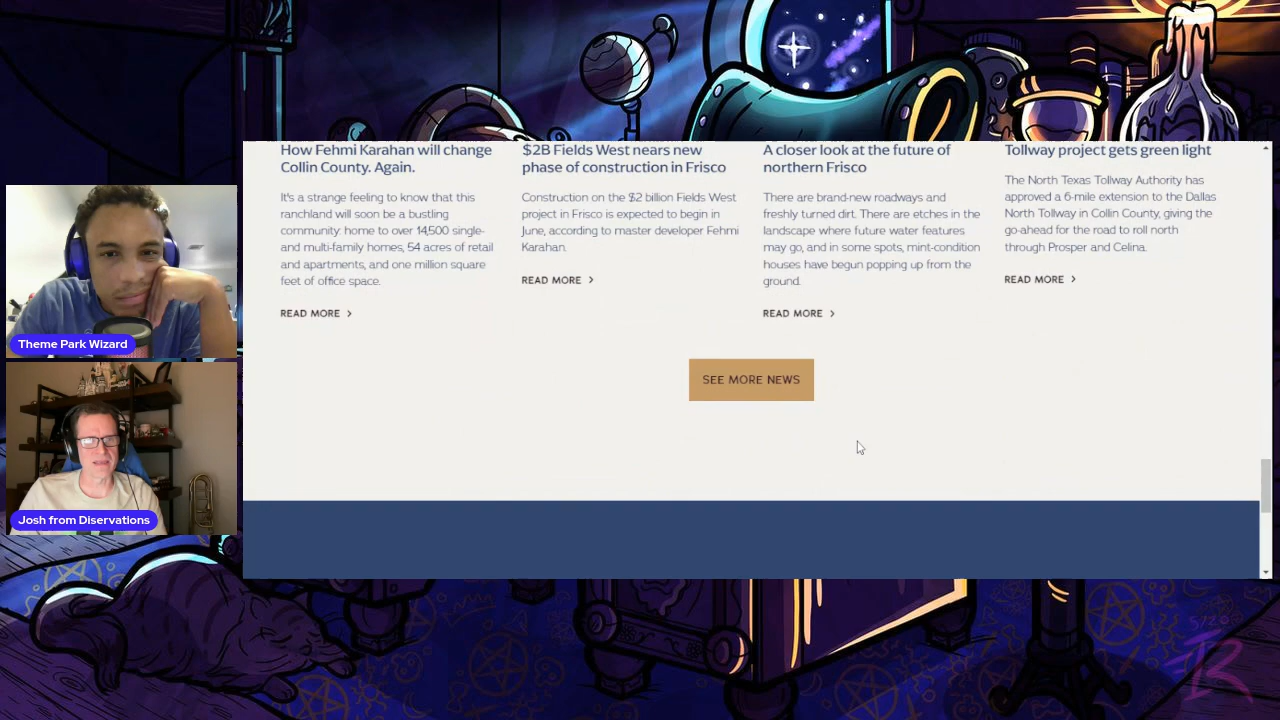 How Fehmi Karahan will change
Collin County. Again.
It's a strange feeling to know that this
ranchland will soon be a bustling
community: home to over 14,500 single-
and multi-family homes, 54 acres of retail
and apartments, and one million square
feet of office space.
READ MORE >
$2B Fields West nears new
phase of construction in Frisco
Construction on the $2 billion Fields West
project in Frisco is expected to begin in
June, according to master developer Fehmi
Karahan.
READ MORE >
A closer look at the future of
northern Frisco
There are brand-new roadways and
freshly turned dirt. There are etches in the
landscape where future water features
may go, and in some spots, mint-condition
houses have begun popping up from the
ground.
READ MORE >
Tollway project gets green light
The North Texas Tollway Authority has
approved a 6-mile extension to the Dallas
North Tollway in Collin County, giving the
go-ahead for the road to roll north
through Prosper and Celina.
READ MORE >
SEE MORE NEWS
Theme Park Wizard
Josh from Diservations